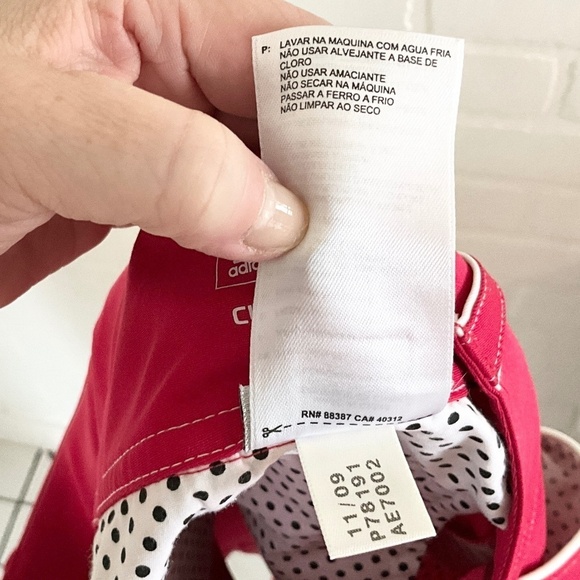 P: LAVAR NA MAQUINA COM AGUA FRIA
NÃO USAR ALVEJANTE A BASE DE
CLORO
NÃO USAR AMACIANTE
NÃO SECAR NA MÁQUINA
PASSAR A FERRO A FRIO
NÃO LIMPAR AO SECO
RN# 88387 CA# 40312
11/09
P78191
AE7002